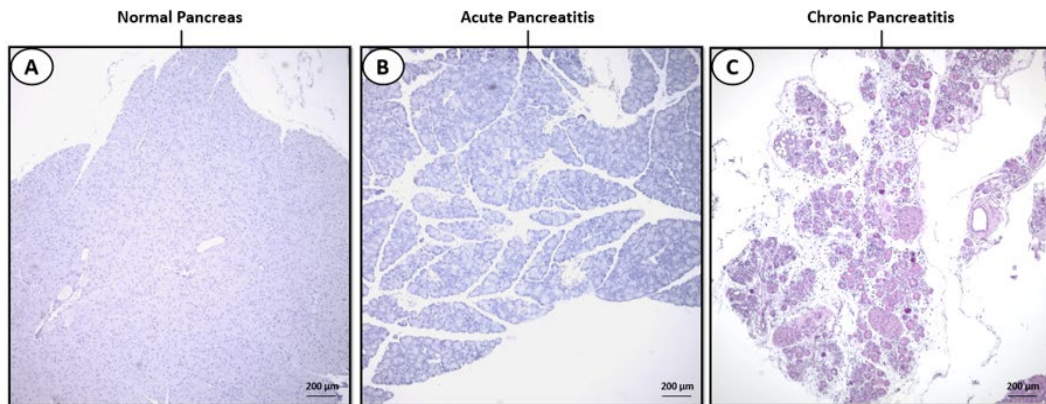 Normal Pancreas
Acute Pancreatitis
Chronic Pancreatitis
A
B
C
200 µm
200 µm
200 µm